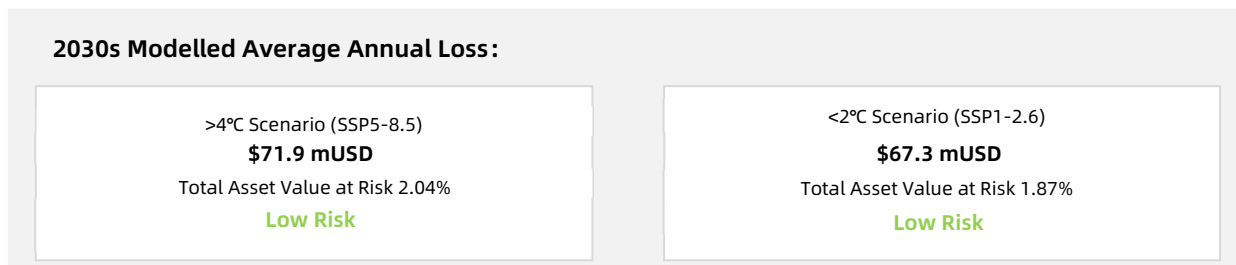 2030s Modelled Average Annual Loss:
>4℃ Scenario (SSP5-8.5)
$71.9 mUSD
Total Asset Value at Risk 2.04%
Low Risk
<2℃ Scenario (SSP1-2.6)
$67.3 mUSD
Total Asset Value at Risk 1.87%
Low Risk